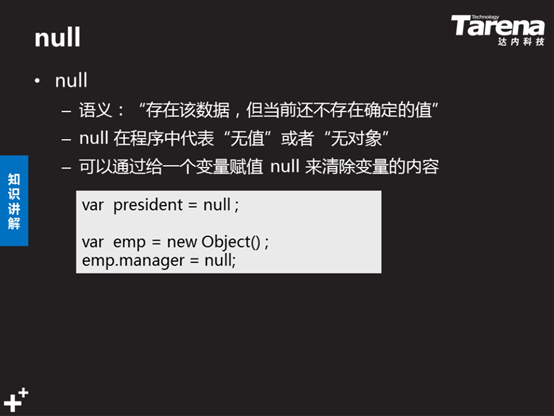 null
Technology
Tarena
达内科技
• null
– 语义：“存在该数据，但当前还不存在确定的值”
– null 在程序中代表“无值”或者“无对象”
– 可以通过给一个变量赋值 null 来清除变量的内容
知识讲解
var president = null ;
var emp = new Object() ;
emp.manager = null;